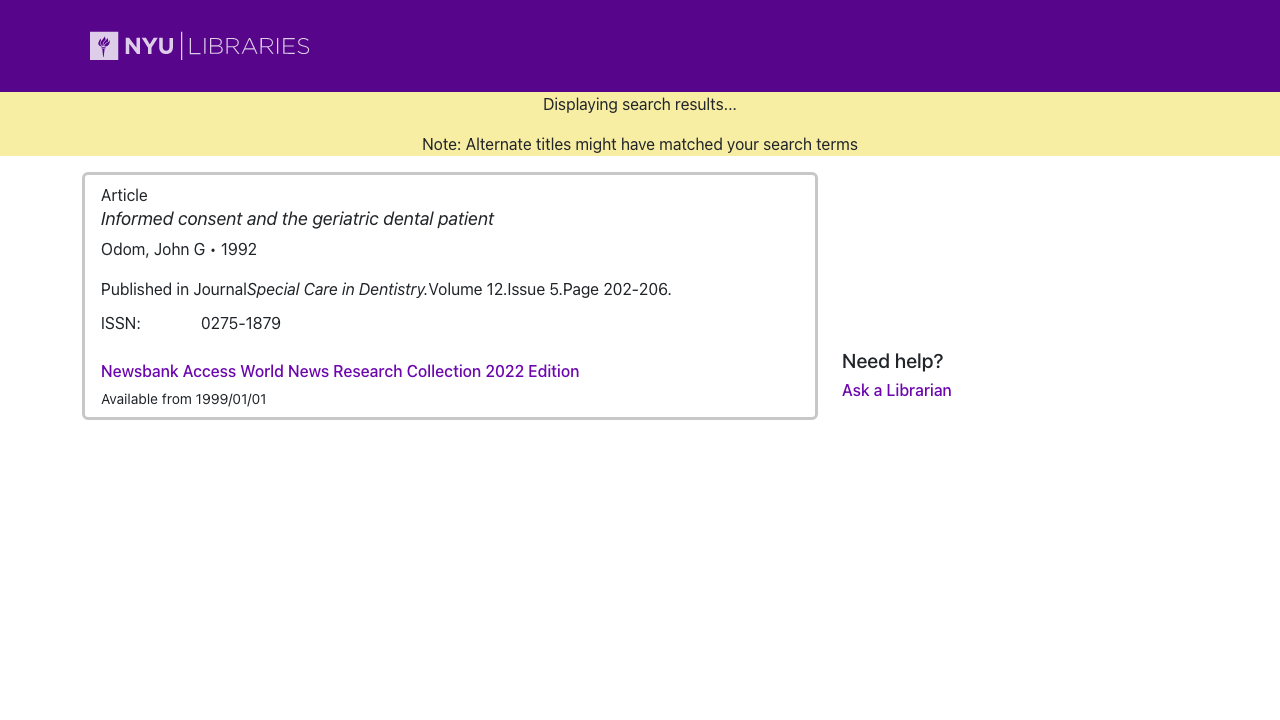 NYU LIBRARIES
Displaying search results...
Note: Alternate titles might have matched your search terms
Article
Informed consent and the geriatric dental patient
Odom, John G • 1992
Published in JournalSpecial Care in Dentistry.Volume 12.Issue 5.Page 202-206.
ISSN: 0275-1879
Newsbank Access World News Research Collection 2022 Edition
Available from 1999/01/01
Need help?
Ask a Librarian